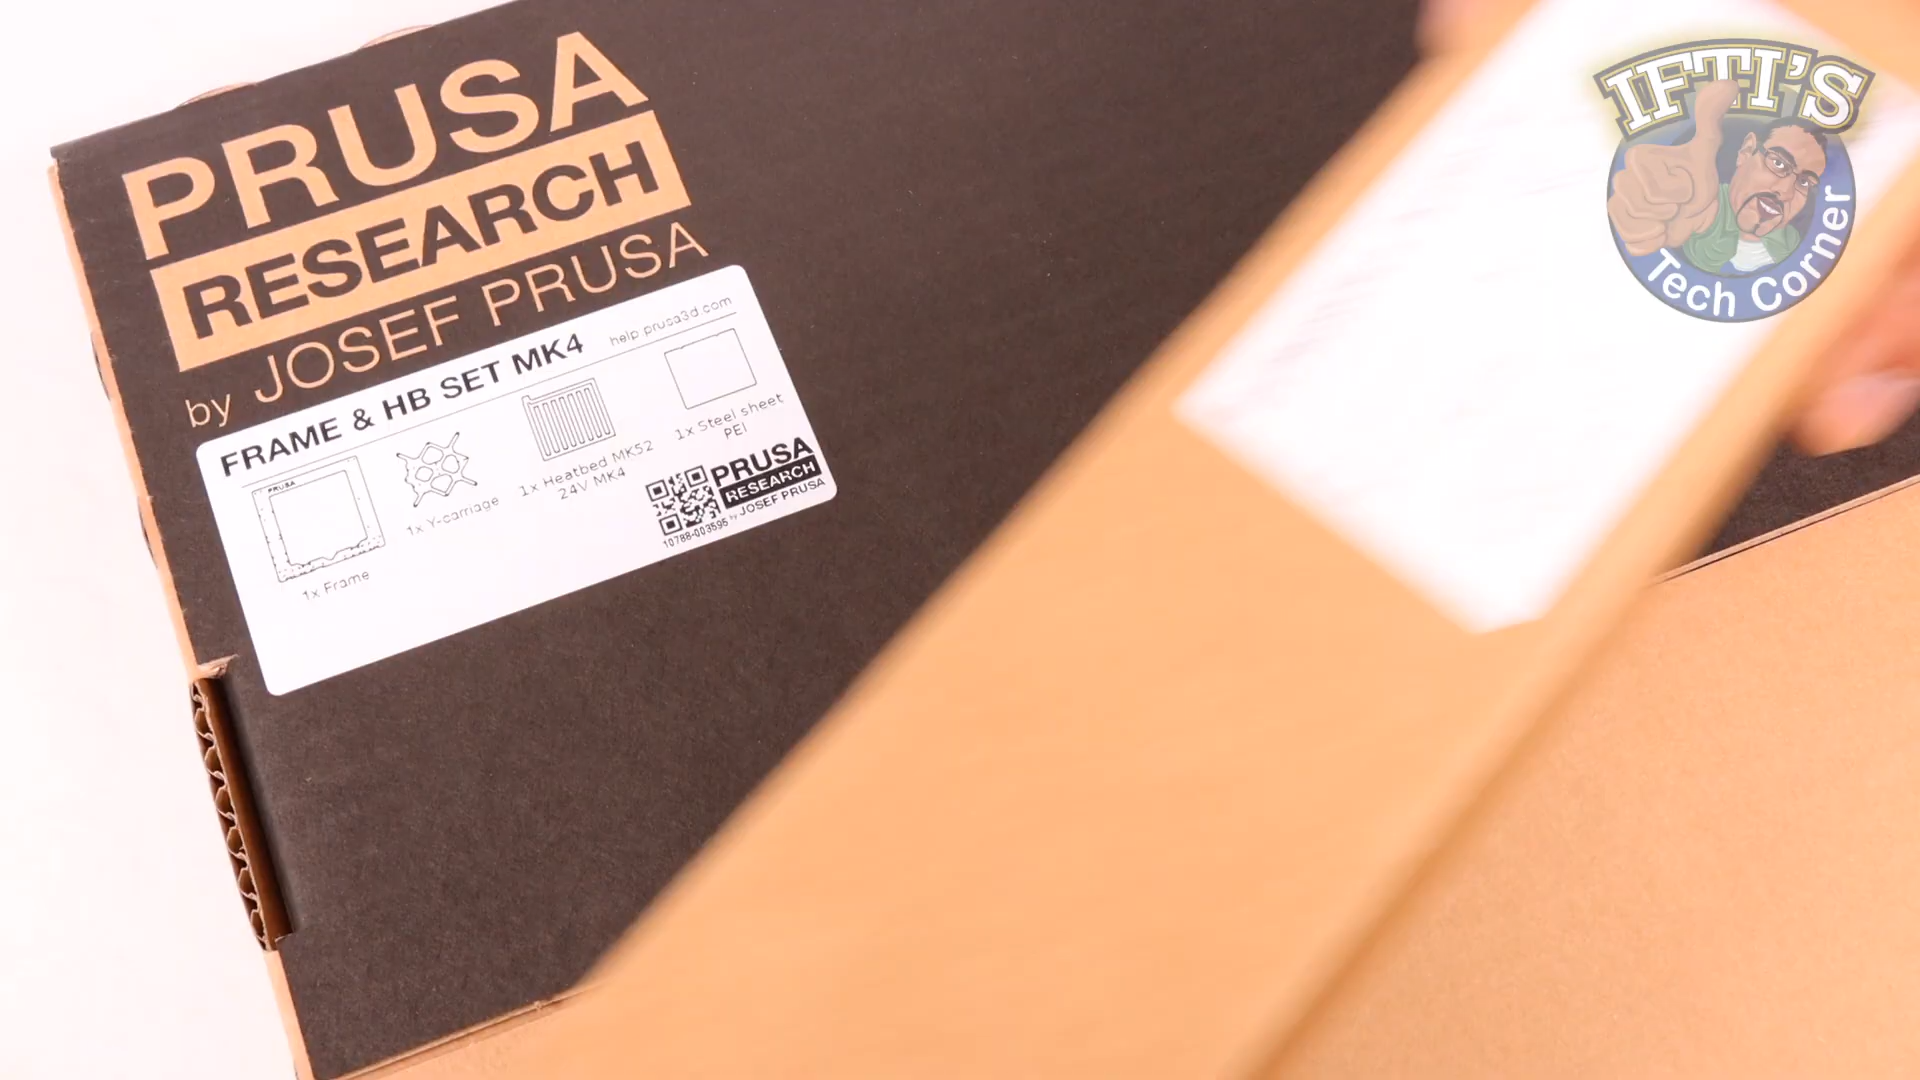 PRUSA
RESEARCH
by JOSEF PRUSA
FRAME & HB SET MK4
help.prusa3d.com
PRUSA
1x Frame
1x Y-carriage
1x Heatbed MK52
24V MK4
1x Steel sheet
PEI
PRUSA
RESEARCH
by JOSEF PRUSA
10788-003595
IFTI'S
Tech Corner